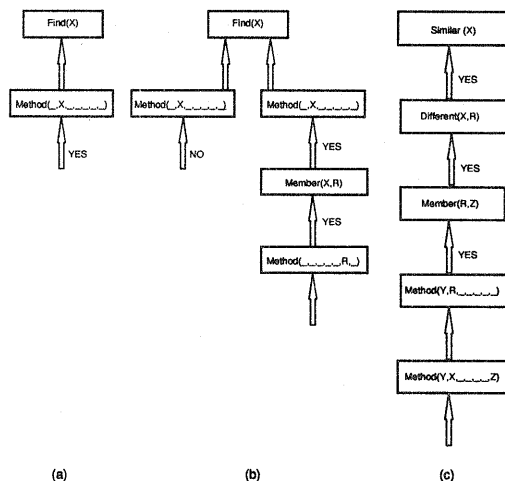 Find(X)
Method(_,X,_,_,_,_,_)
YES
(a)
Find(X)
Method(_,X,_,_,_,_,_)
NO
Method(_,X,_,_,_,_,_)
YES
Member(X,R)
YES
Method(_,_,_,_,_,R,_)
(b)
Similar (X)
YES
Different(X,R)
YES
Member(R,Z)
YES
Method(Y,R,_,_,_,_,_)
Method(Y,X,_,_,_,_,Z)
(c)